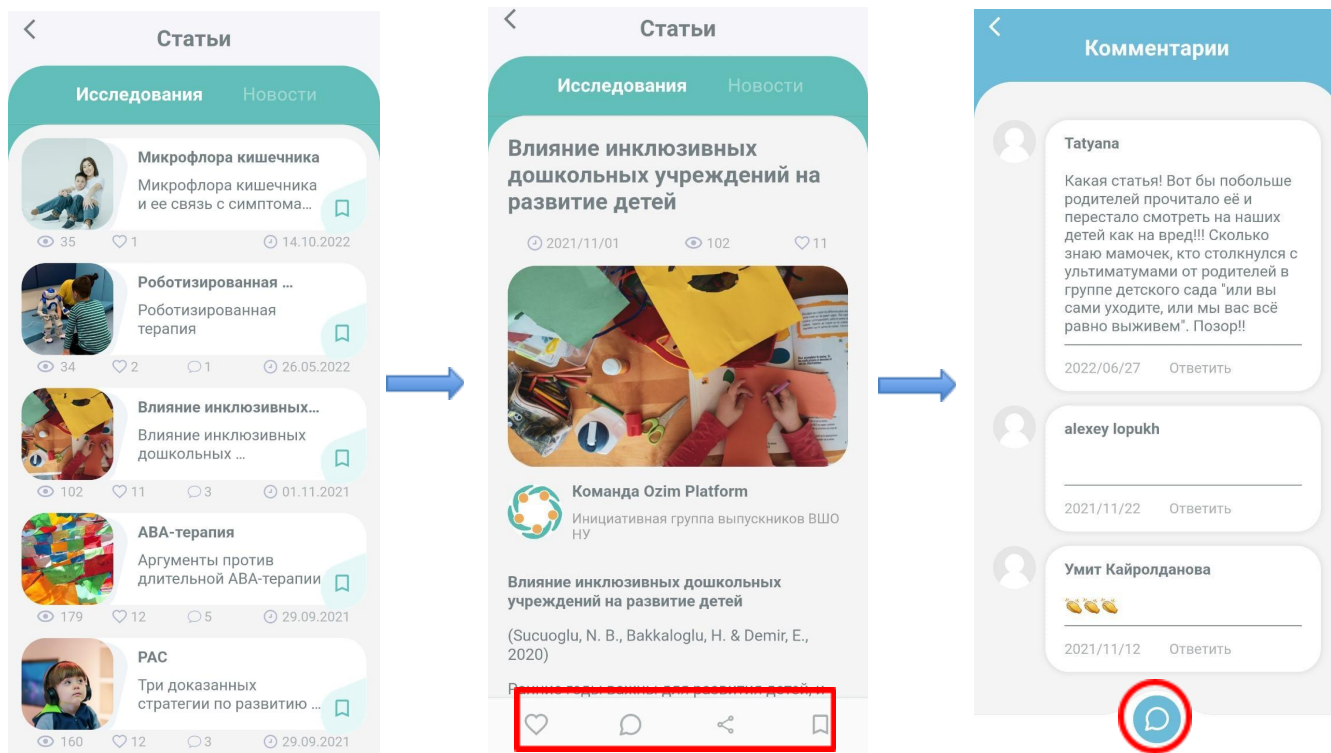 Статьи
Исследования
Новости
Микрофлора кишечника
Микрофлора кишечника
и ее связь с симптома...
35
1
14.10.2022
Роботизированная ...
Роботизированная
терапия
34
2
1
26.05.2022
Влияние инклюзивных...
Влияние инклюзивных
дошкольных ...
102
11
3
01.11.2021
АВА-терапия
Аргументы против
длительной АВА-терапии
179
12
5
29.09.2021
РАС
Три доказанных
стратегии по развитию ...
160
12
3
29.09.2021
Статьи
Исследования
Новости
Влияние инклюзивных
дошкольных учреждений на
развитие детей
2021/11/01
102
11
Команда Ozim Platform
Инициативная группа выпускников ВШО
НУ
Влияние инклюзивных дошкольных
учреждений на развитие детей
(Sucuoglu, N. B., Bakkaloglu, H. & Demir, E.,
2020)
Ранние годы важны для развития детей, и
Комментарии
Tatyana
Какая статья! Вот бы побольше
родителей прочитало её и
перестало смотреть на наших
детей как на вред!!! Сколько
знаю мамочек, кто столкнулся с
ультиматумами от родителей в
группе детского сада "или вы
сами уходите, или мы вас всё
равно выживем". Позор!!
2022/06/27
Ответить
alexey lopukh
2021/11/22
Ответить
Умит Кайролданова
👏👏👏
2021/11/12
Ответить